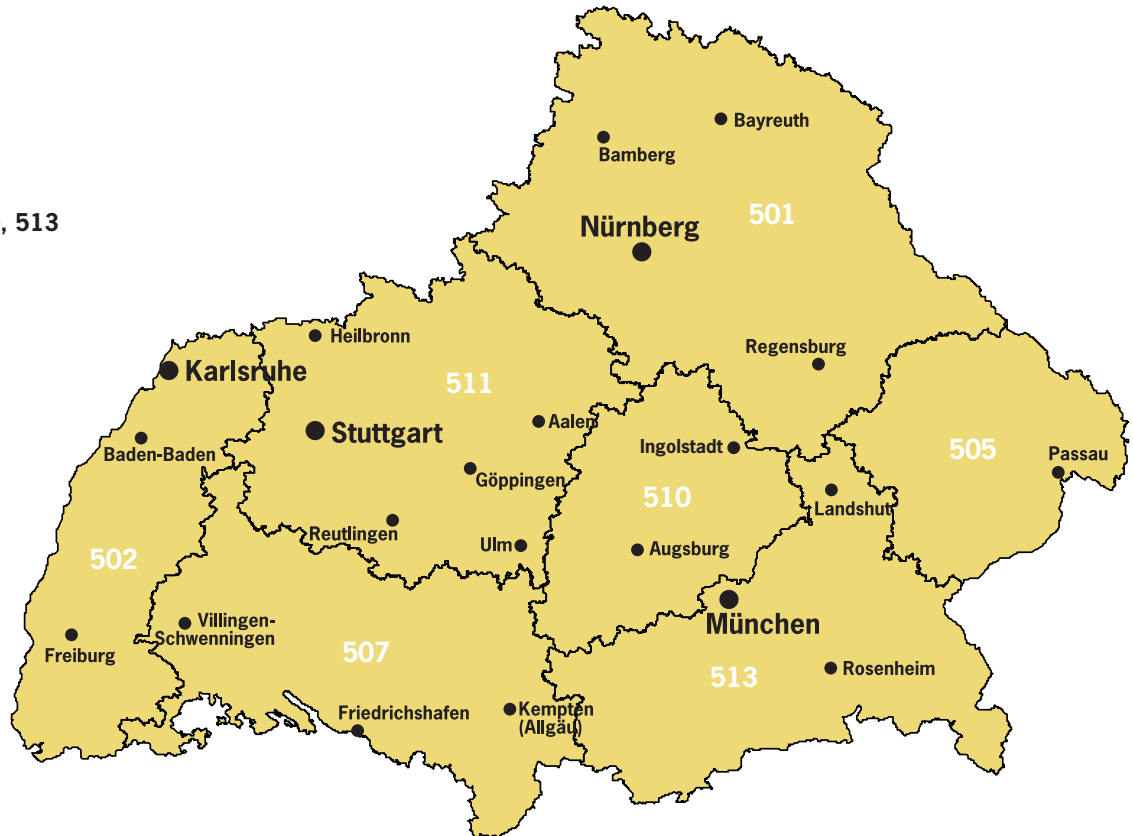 Bayreuth
Bamberg
501
, 513
Nürnberg
Heilbronn
Regensburg
Karlsruhe
511
Aalen
Stuttgart
Baden-Baden
Ingolstadt
505
Passau
Göppingen
510
Landshut
Reutlingen
Ulm
Augsburg
502
Villingen-
Schwenningen
München
Freiburg
507
513
Rosenheim
Friedrichshafen
Kempten
(Allgäu)